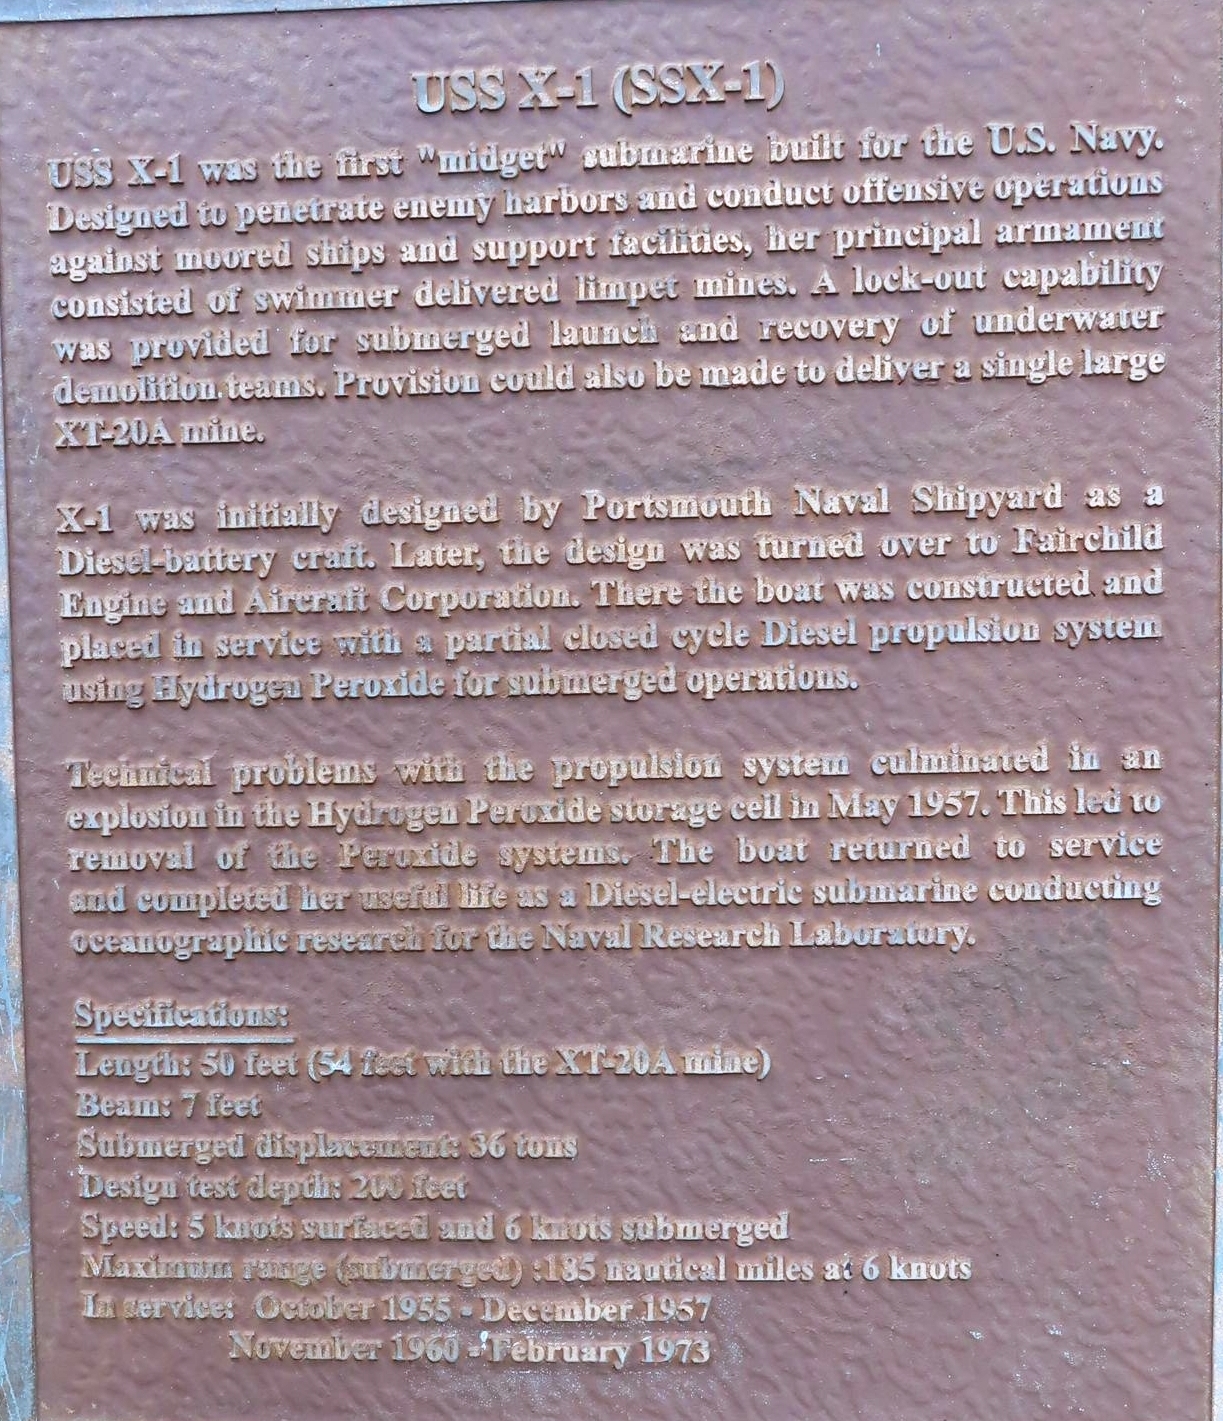 USS X-1 (SSX-1)
USS X-1 was the first "midget" submarine built for the U.S. Navy.
Designed to penetrate enemy harbors and conduct offensive operations
against moored ships and support facilities, her principal armament
consisted of swimmer delivered limpet mines. A lock-out capability
was provided for submerged launch and recovery of underwater
demolition teams. Provision could also be made to deliver a single large
XT-20A mine.
X-1 was initially designed by Portsmouth Naval Shipyard as a
Diesel-battery craft. Later, the design was turned over to Fairchild
Engine and Aircraft Corporation. There the boat was constructed and
placed in service with a partial closed cycle Diesel propulsion system
using Hydrogen Peroxide for submerged operations.
Technical problems with the propulsion system culminated in an
explosion in the Hydrogen Peroxide storage cell in May 1957. This led to
removal of the Peroxide systems. The boat returned to service
and completed her useful life as a Diesel-electric submarine conducting
oceanographic research for the Naval Research Laboratory.
Specifications:
Length: 50 feet (54 feet with the XT-20A mine)
Beam: 7 feet
Submerged displacement: 36 tons
Design test depth: 200 feet
Speed: 5 knots surfaced and 6 knots submerged
Maximum range (submerged) :185 nautical miles at 6 knots
In service: October 1955 - December 1957
November 1960 - February 1973